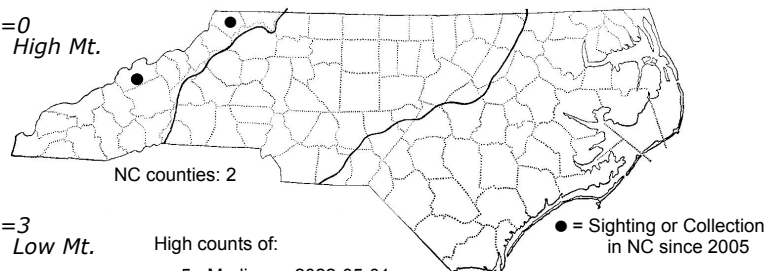 =0
High Mt.
NC counties: 2
=3
Low Mt.
High counts of:
● = Sighting or Collection
in NC since 2005